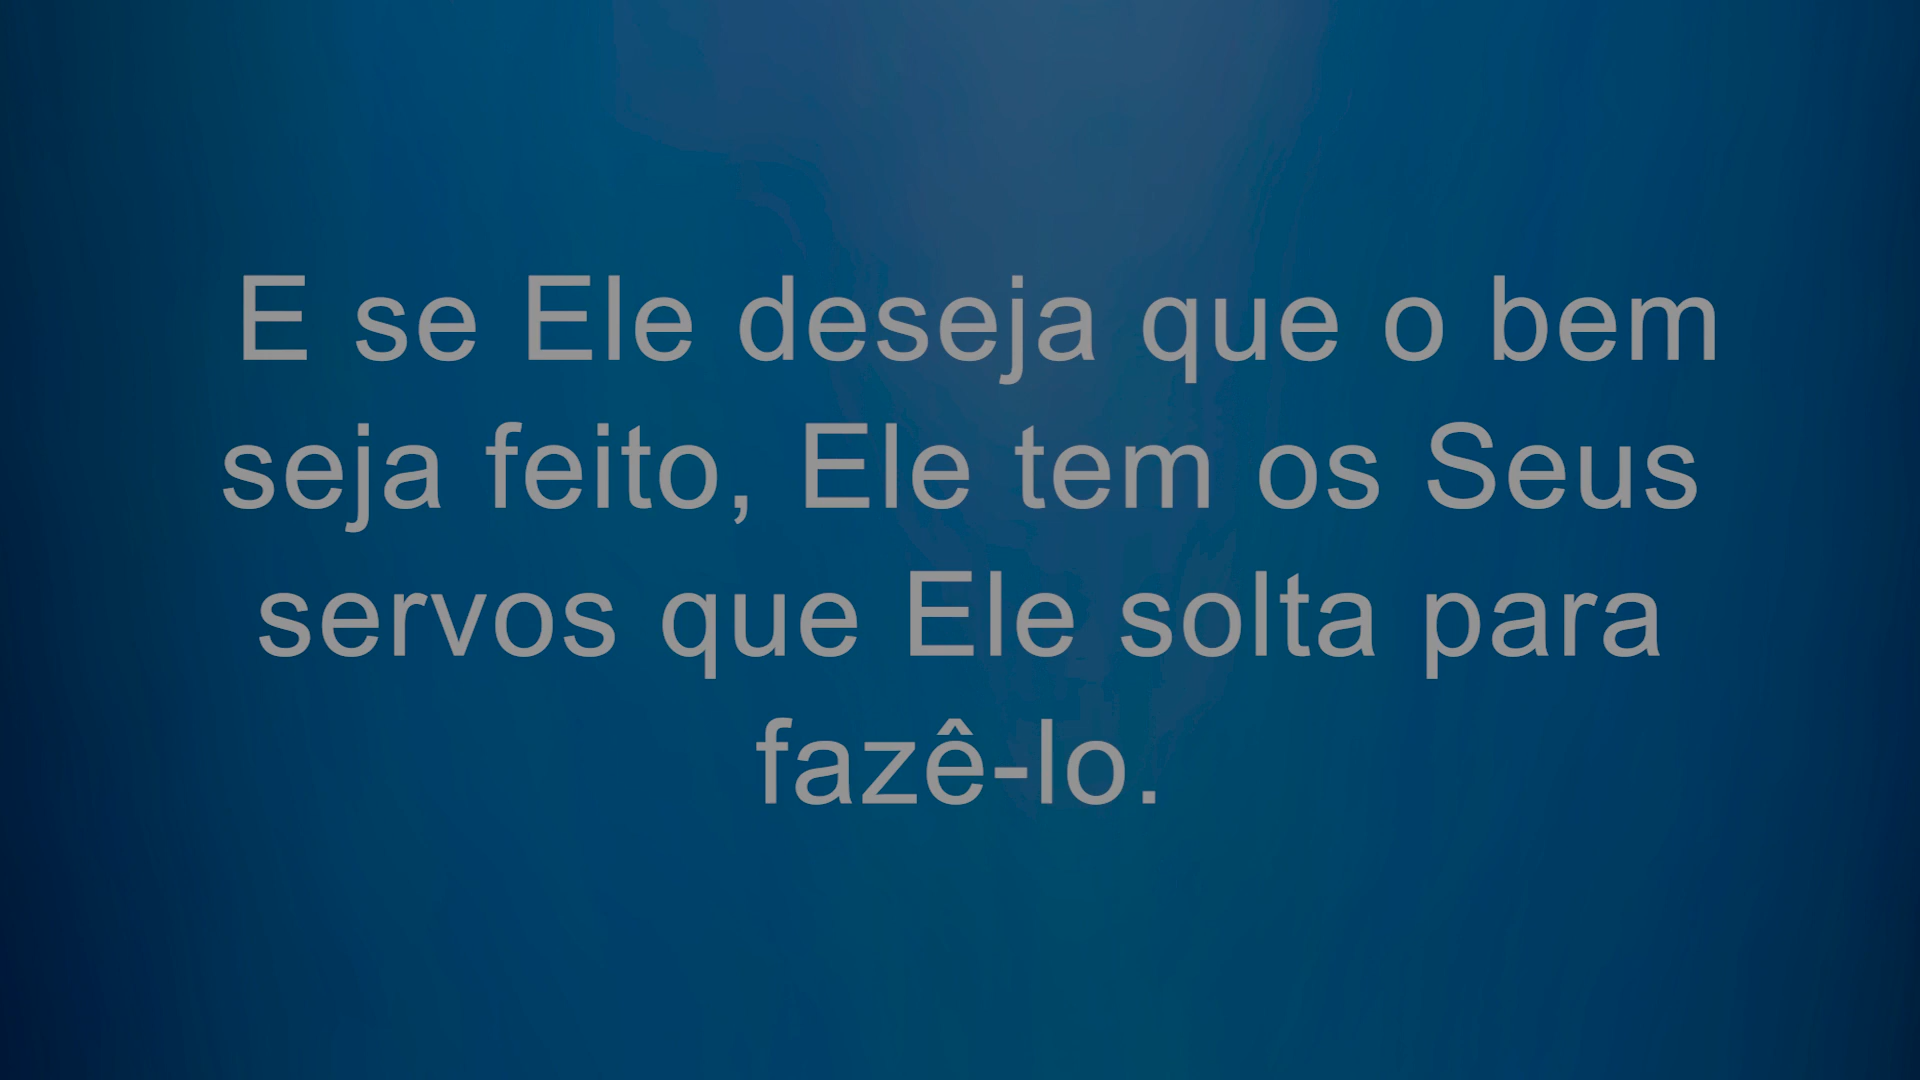 E se Ele deseja que o bem
seja feito, Ele tem os Seus
servos que Ele solta para
fazê-lo.